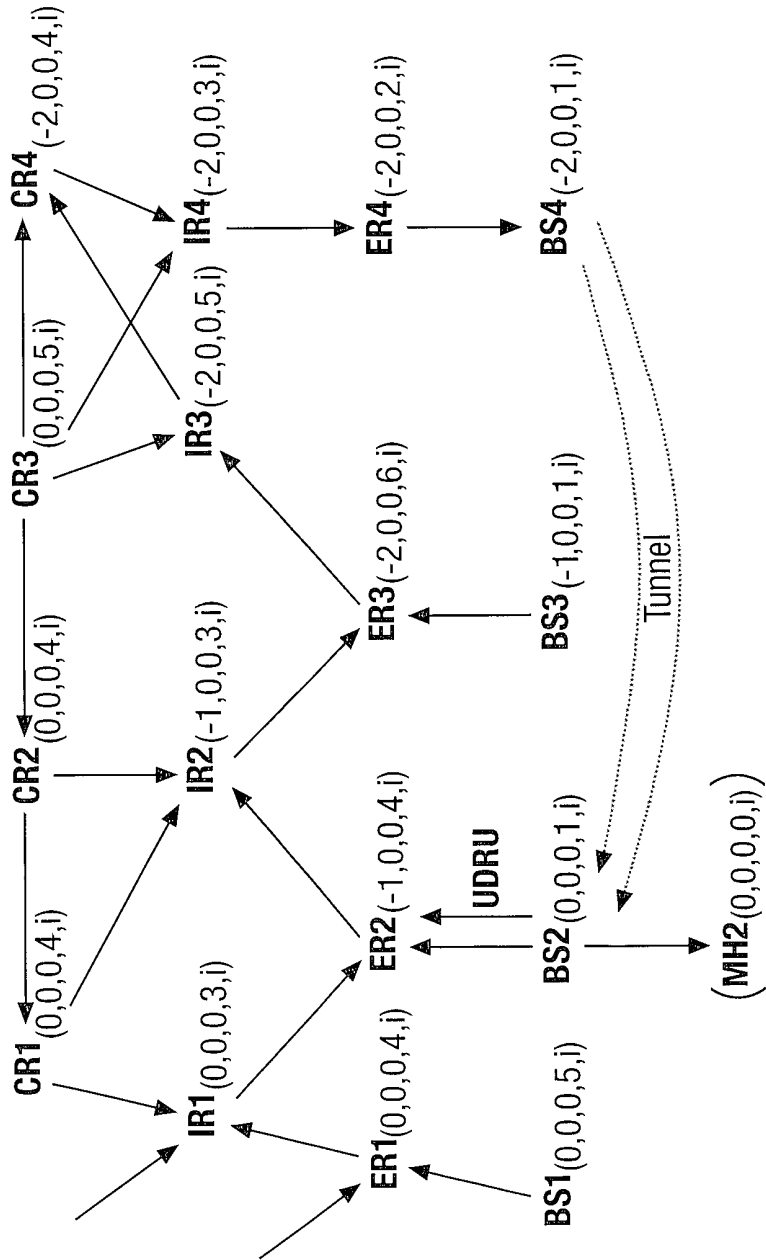 CR1(0,0,0,4,i)
CR2(0,0,0,4,i)
CR3(0,0,0,5,i)
CR4(-2,0,0,4,i)
IR1(0,0,0,3,i)
IR2(-1,0,0,3,i)
IR3(-2,0,0,5,i)
IR4(-2,0,0,3,i)
ER1(0,0,0,4,i)
ER2(-1,0,0,4,i)
ER3(-2,0,0,6,i)
ER4(-2,0,0,2,i)
UDRU
BS1(0,0,0,5,i)
BS2(0,0,0,1,i)
BS3(-1,0,0,1,i)
BS4(-2,0,0,1,i)
Tunnel
(MH2(0,0,0,0,i))